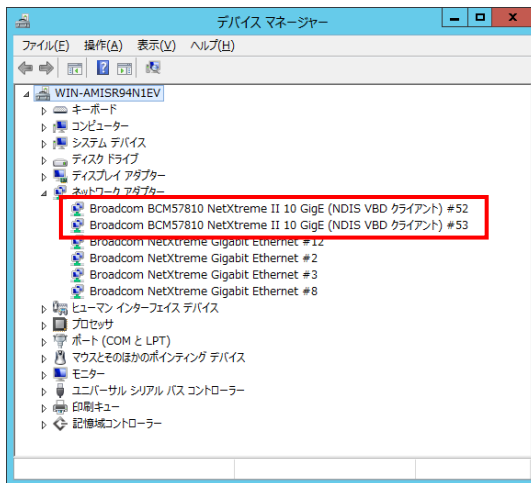 デバイス マネージャー
ファイル(F) 操作(A) 表示(V) ヘルプ(H)
WIN-AMISR94N1EV
キーボード
コンピューター
システム デバイス
ディスク ドライブ
ディスプレイ アダプター
ネットワーク アダプター
Broadcom BCM57810 NetXtreme II 10 GigE (NDIS VBD クライアント) #52
Broadcom BCM57810 NetXtreme II 10 GigE (NDIS VBD クライアント) #53
Broadcom NetXtreme Gigabit Ethernet #12
Broadcom NetXtreme Gigabit Ethernet #2
Broadcom NetXtreme Gigabit Ethernet #3
Broadcom NetXtreme Gigabit Ethernet #8
ヒューマン インターフェイス デバイス
プロセッサ
ポート (COM と LPT)
マウスとそのほかのポインティング デバイス
モニター
ユニバーサル シリアル バス コントローラー
印刷キュー
記憶域コントローラー